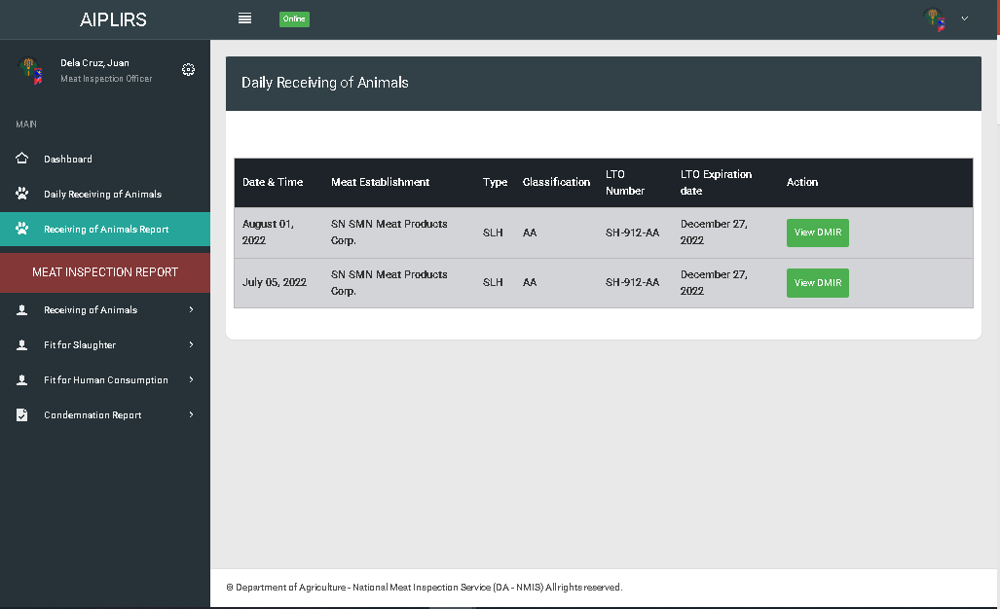 AIPLIRS
Online
Dela Cruz, Juan
Meat Inspection Officer
MAIN
Dashboard
Daily Receiving of Animals
Receiving of Animals Report
MEAT INSPECTION REPORT
Receiving of Animals
Fit for Slaughter
Fit for Human Consumption
Condemnation Report
Daily Receiving of Animals
Date & Time Meat Establishment Type Classification LTO Number LTO Expiration date Action
August 01, 2022 SN SMN Meat Products Corp. SLH AA SH-912-AA December 27, 2022 View DMIR
July 05, 2022 SN SMN Meat Products Corp. SLH AA SH-912-AA December 27, 2022 View DMIR
© Department of Agriculture - National Meat Inspection Service (DA - NMIS) All rights reserved.